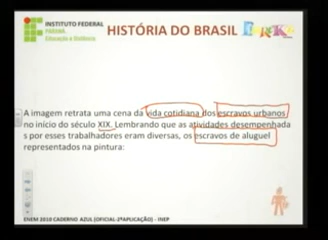 INSTITUTO FEDERAL
PARANÁ
Educação a Distância
HISTÓRIA DO BRASIL
A imagem retrata uma cena da vida cotidiana dos escravos urbanos
no início do século XIX. Lembrando que as atividades desempenhada
s por esses trabalhadores eram diversas, os escravos de aluguel
representados na pintura:
ENEM 2010 CADERNO AZUL (OFICIAL-2ªAPLICAÇÃO) - INEP